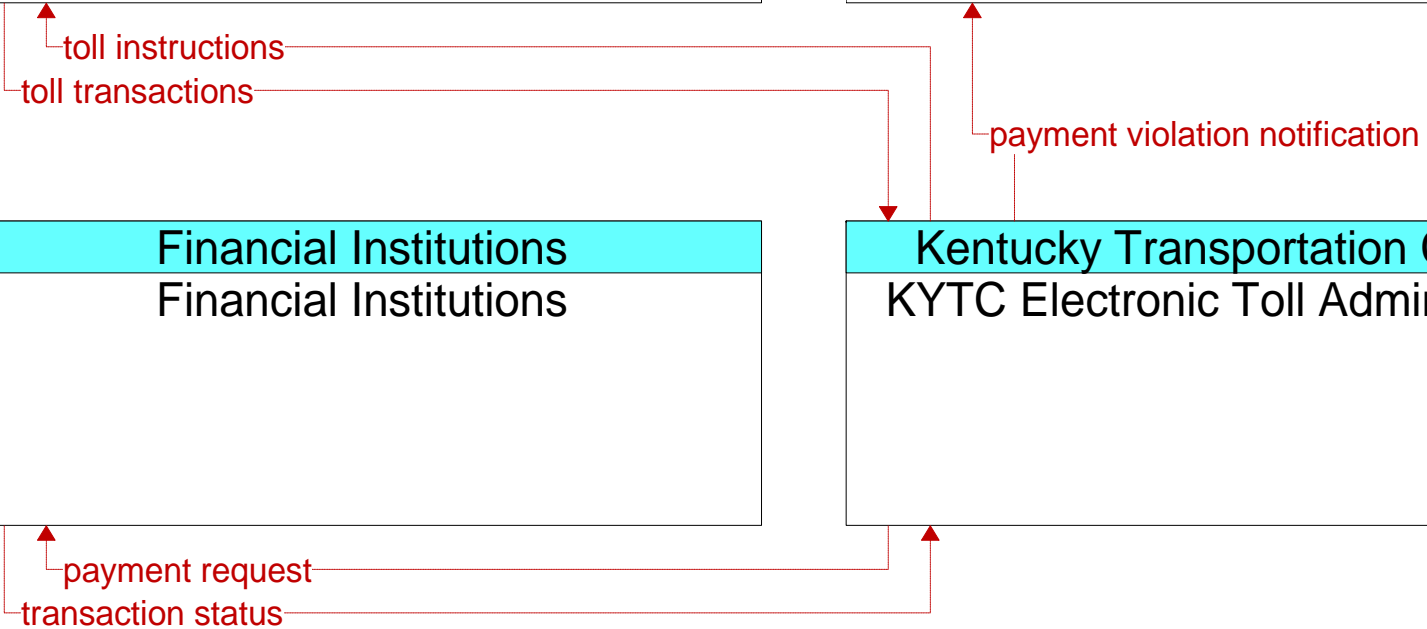 toll instructions
toll transactions
payment violation notification
Financial Institutions
Financial Institutions
Kentucky Transportation
KYTC Electronic Toll
payment request
transaction status